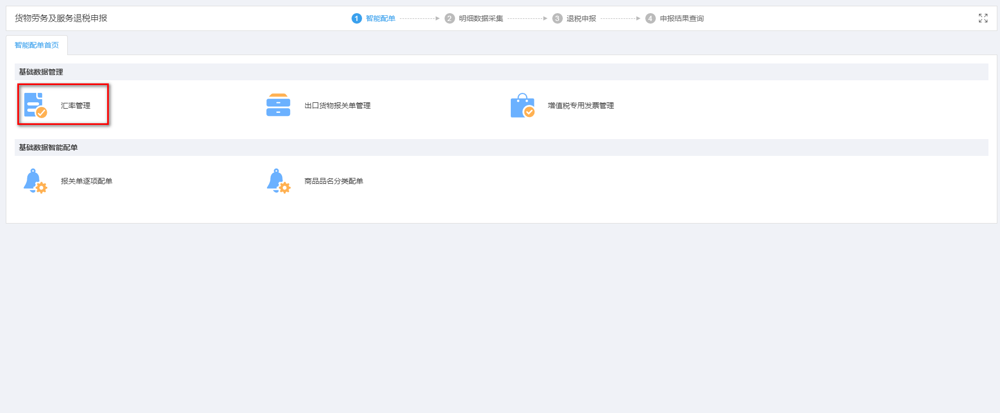 货物劳务及服务退税申报
1 智能配单 2 明细数据采集 3 退税申报 4 申报结果查询
智能配单首页
基础数据管理
汇率管理 出口货物报关单管理 增值税专用发票管理
基础数据智能配单
报关单逐项配单 商品品名分类配单